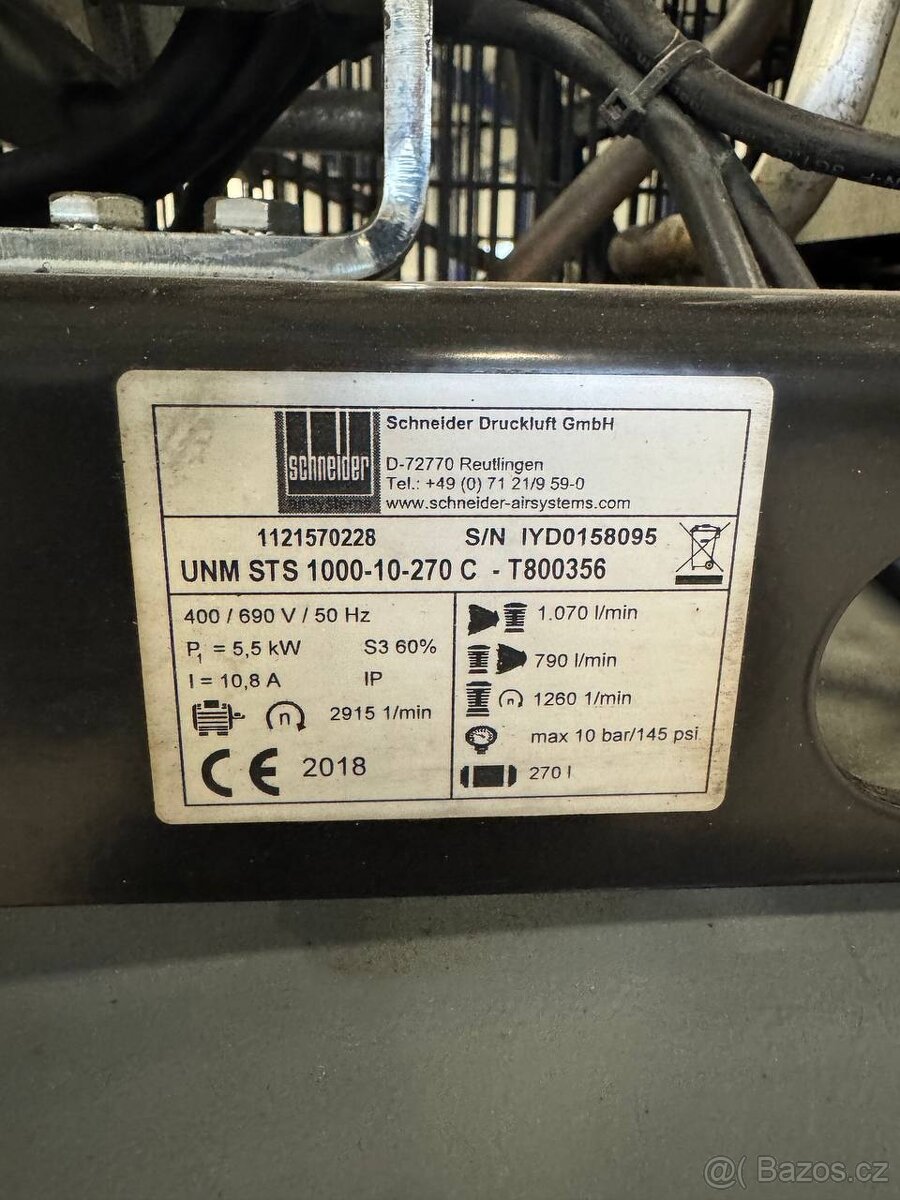 schneider
airsystems
Schneider Druckluft GmbH
D-72770 Reutlingen
Tel.: +49 (0) 71 21/9 59-0
www.schneider-airsystems.com
1121570228 S/N IYD0158095
UNM STS 1000-10-270 C - T800356
400 / 690 V / 50 Hz
P1 = 5,5 kW S3 60%
I = 10,8 A IP
n 2915 1/min
CE 2018
1.070 l/min
790 l/min
n 1260 1/min
max 10 bar/145 psi
270 l
@( Bazos.cz